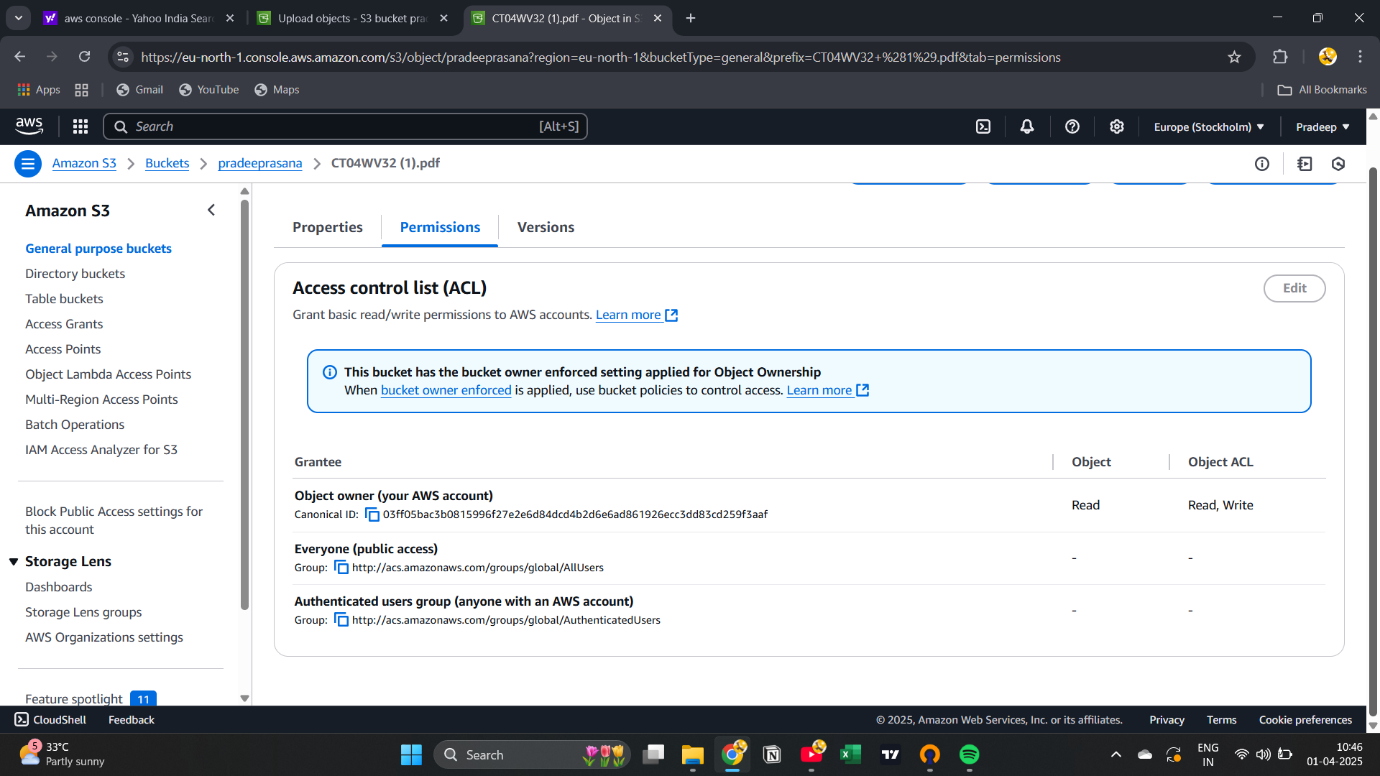 aws console - Yahoo India Sear
Upload objects - S3 bucket pra
CT04WV32 (1).pdf - Object in S
https://eu-north-1.console.aws.amazon.com/s3/object/pradeeprasana?region=eu-north-1&bucketType=general&prefix=CT04WV32+%281%29.pdf&tab=permissions
Apps
Gmail
YouTube
Maps
All Bookmarks
aws
Search
[Alt+S]
Europe (Stockholm)
Pradeep
Amazon S3
Buckets
pradeeprasana
CT04WV32 (1).pdf
Amazon S3
General purpose buckets
Directory buckets
Table buckets
Access Grants
Access Points
Object Lambda Access Points
Multi-Region Access Points
Batch Operations
IAM Access Analyzer for S3
Block Public Access settings for
this account
Storage Lens
Dashboards
Storage Lens groups
AWS Organizations settings
Feature spotlight 11
Properties
Permissions
Versions
Access control list (ACL)
Edit
Grant basic read/write permissions to AWS accounts. Learn more
This bucket has the bucket owner enforced setting applied for Object Ownership
When bucket owner enforced is applied, use bucket policies to control access. Learn more
Grantee
Object
Object ACL
Object owner (your AWS account)
Canonical ID: 03ff05bac3b0815996f27e2e6d84dcd4b2d6e6ad861926ecc3dd83cd259f3aaf
Read
Read, Write
Everyone (public access)
Group: http://acs.amazonaws.com/groups/global/AllUsers
-
-
Authenticated users group (anyone with an AWS account)
Group: http://acs.amazonaws.com/groups/global/AuthenticatedUsers
-
-
CloudShell
Feedback
© 2025, Amazon Web Services, Inc. or its affiliates.
Privacy
Terms
Cookie preferences
5
33°C
Partly sunny
Search
ENG
IN
10:46
01-04-2025